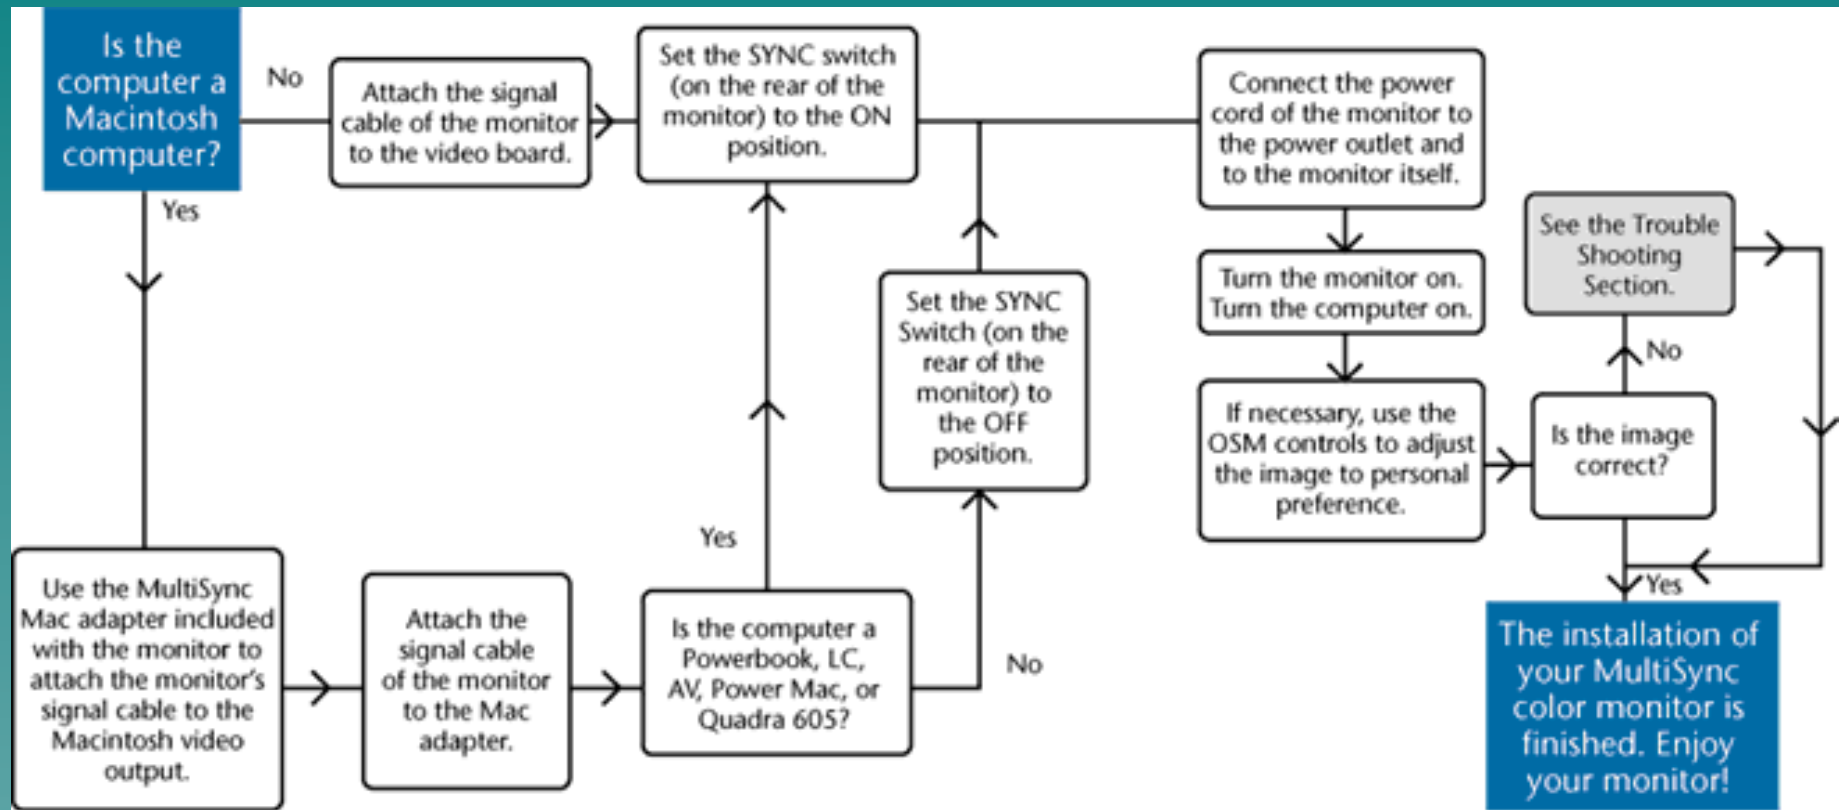 Is the
computer a
Macintosh
computer?
No
Attach the signal
cable of the monitor
to the video board.
Set the SYNC switch
(on the rear of the
monitor) to the ON
position.
Connect the power
cord of the monitor to
the power outlet and
to the monitor itself.
Yes
See the Trouble
Shooting
Section.
Turn the monitor on.
Turn the computer on.
Set the SYNC
Switch (on the
rear of the
monitor) to
the OFF
position.
No
If necessary, use the
OSM controls to adjust
the image to personal
preference.
Is the image
correct?
Yes
Use the MultiSync
Mac adapter included
with the monitor to
attach the monitor's
signal cable to the
Macintosh video
output.
Attach the
signal cable
of the monitor
to the Mac
adapter.
Is the computer a
Powerbook, LC,
AV, Power Mac, or
Quadra 605?
No
Yes
The installation of
your MultiSync
color monitor is
finished. Enjoy
your monitor!